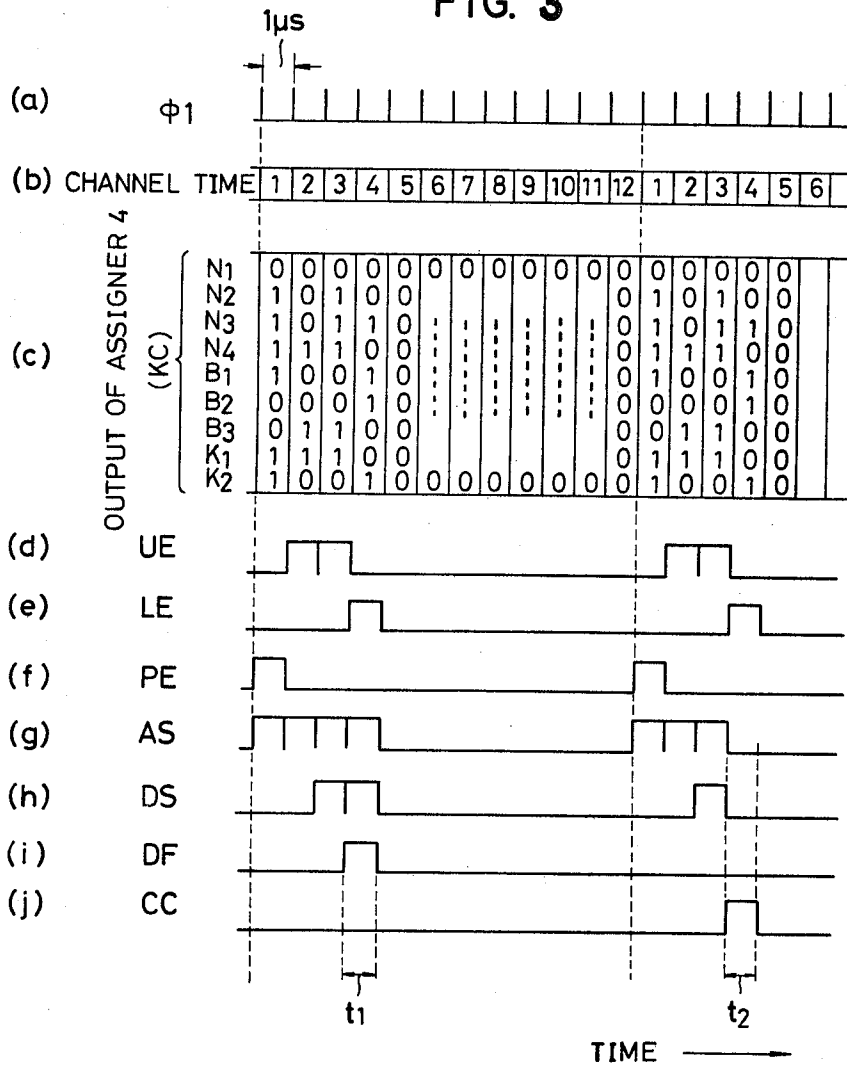 FIG. 3
1μs
(a) φ1
(b) CHANNEL TIME 1 2 3 4 5 6 7 8 9 10 11 12 1 2 3 4 5 6
(c) OUTPUT OF ASSIGNER 4 (KC)
N1 0 0 0 0 0 0 0 0 0 0 0 0 0 0 0 0 0
N2 1 0 1 0 0 0 1 0 1 0 0
N3 1 0 1 1 0 0 1 0 1 1 0
N4 1 1 1 0 0 0 1 1 1 0 0
B1 1 0 0 1 0 0 1 0 0 1 0
B2 0 0 0 1 0 0 0 0 0 1 0
B3 0 1 1 0 0 0 0 1 1 0 0
K1 1 1 1 0 0 0 1 1 1 0 0
K2 1 0 0 1 0 0 0 0 0 0 0 0 1 0 0 1 0
(d) UE
(e) LE
(f) PE
(g) AS
(h) DS
(i) DF
(j) CC
t1 t2
TIME